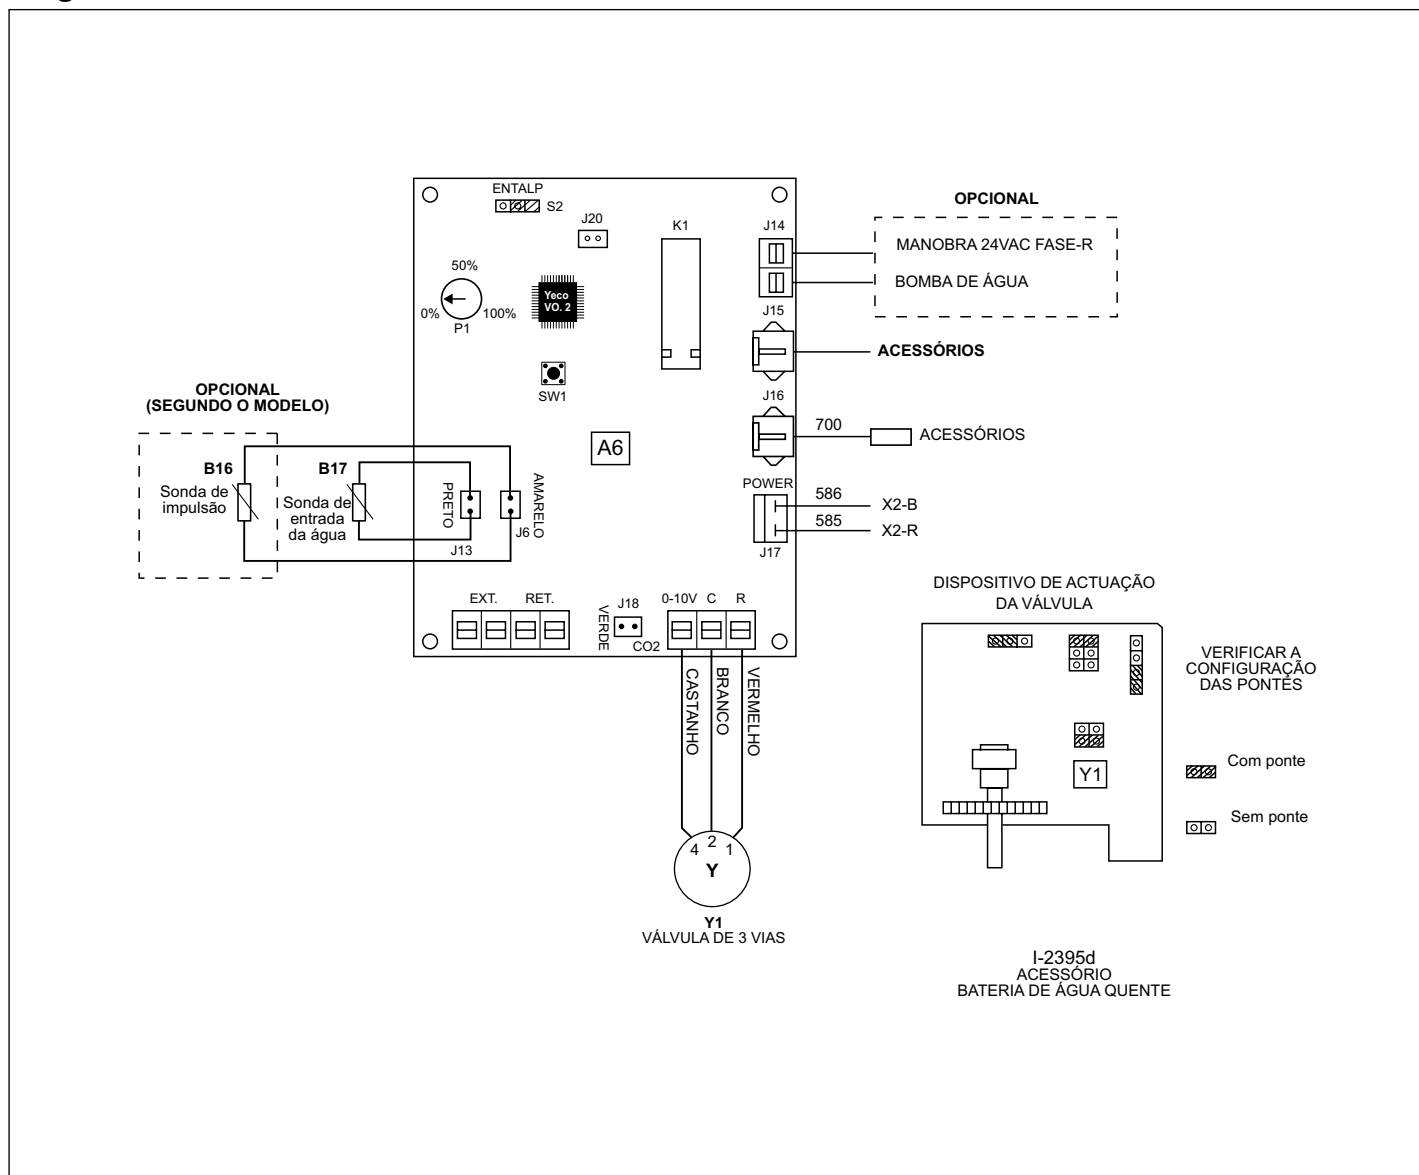 ENTALP
S2
J20
K1
J14
OPCIONAL
MANOBRA 24VAC FASE-R
BOMBA DE ÁGUA
50%
0%
100%
P1
Yeco
VO. 2
J15
ACESSÓRIOS
SW1
OPCIONAL
(SEGUNDO O MODELO)
J16
700
ACESSÓRIOS
A6
B16
Sonda de
impulsão
B17
Sonda de
entrada
da água
PRETO
J13
AMARELO
J6
POWER
586
X2-B
585
X2-R
J17
EXT.
RET.
VERDE
J18
CO2
0-10V
C
R
CASTANHO
BRANCO
VERMELHO
4
2
1
Y
Y1
VÁLVULA DE 3 VIAS
DISPOSITIVO DE ACTUAÇÃO
DA VÁLVULA
VERIFICAR A
CONFIGURAÇÃO
DAS PONTES
Y1
Com ponte
Sem ponte
I-2395d
ACESSÓRIO
BATERIA DE ÁGUA QUENTE